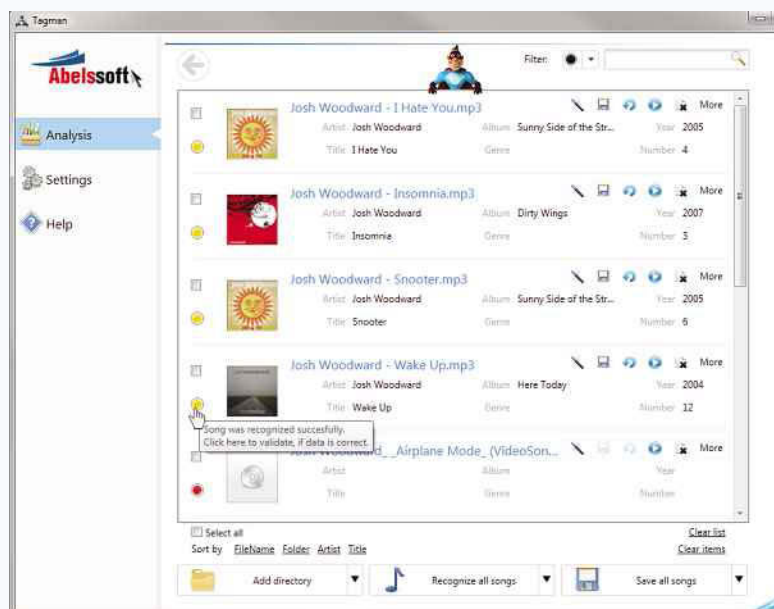 Tagman
Abelssoft
Filter:
Analysis
Settings
Help
Josh Woodward - I Hate You.mp3
More
Artist Josh Woodward Album Sunny Side of the Str... Year 2005
Title I Hate You Genre Number 4
Josh Woodward - Insomnia.mp3
More
Artist Josh Woodward Album Dirty Wings Year 2007
Title Insomnia Genre Number 5
Josh Woodward - Snooter.mp3
More
Artist Josh Woodward Album Sunny Side of the Str... Year 2005
Title Snooter Genre Number 6
Josh Woodward - Wake Up.mp3
More
Artist Josh Woodward Album Here Today Year 2004
Title Wake Up Genre Number 12
Song was recognized succesfully.
Click here to validate, if data is correct.
Josh Woodward_ _Airplane Mode_ (VideoSon...
More
Artist Album Year
Title Genre Number
Select all
Clear list
Sort by FileName Folder Artist Title
Clear items
Add directory
Recognize all songs
Save all songs